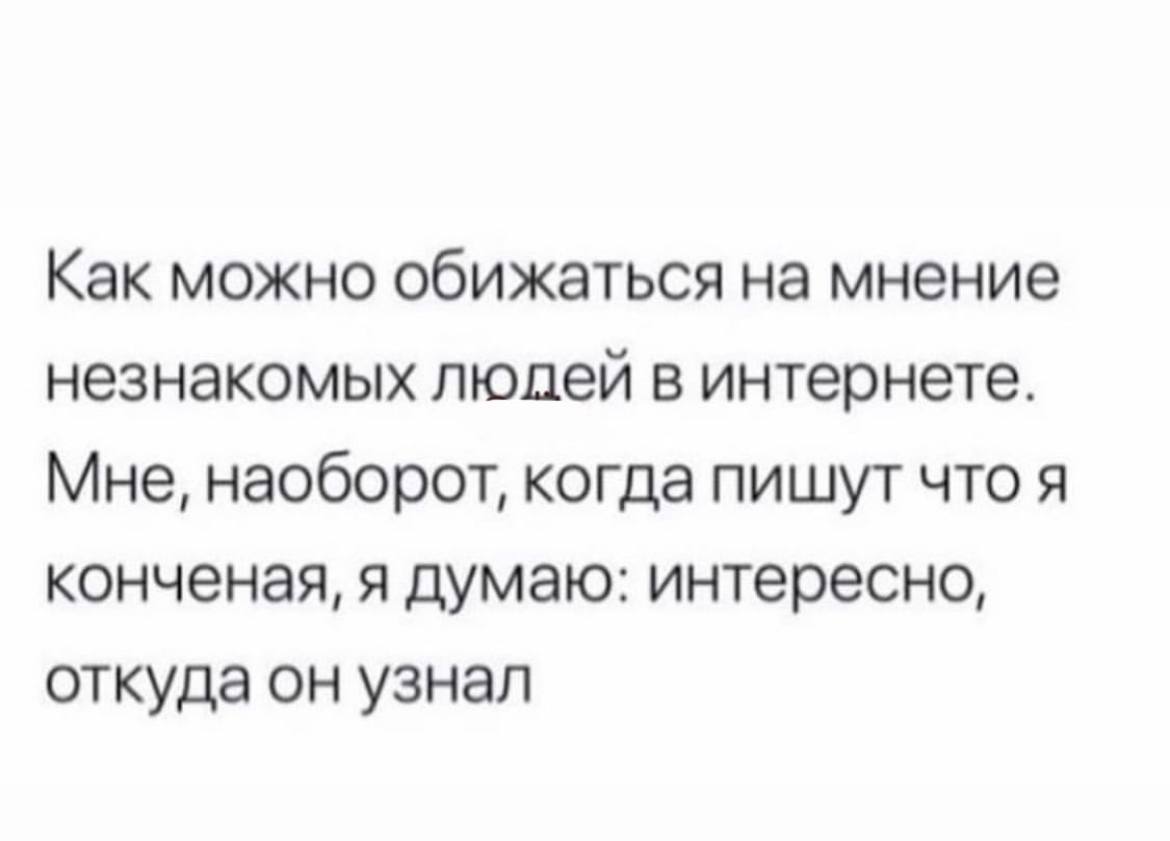 Как можно обижаться на мнение
незнакомых людей в интернете.
Мне, наоборот, когда пишут что я
конченая, я думаю: интересно,
откуда он узнал